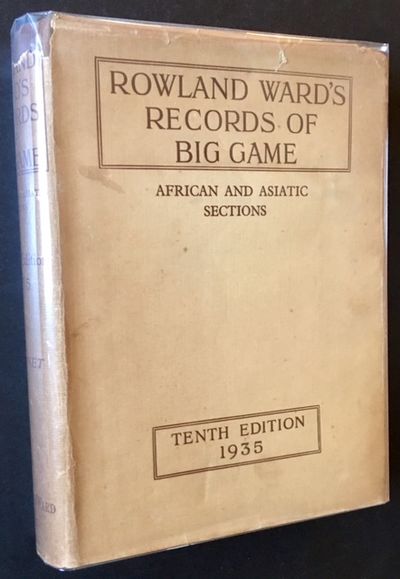 ROWLAND WARD'S
RECORDS OF
BIG GAME
AFRICAN AND ASIATIC
SECTIONS
TENTH EDITION
1935